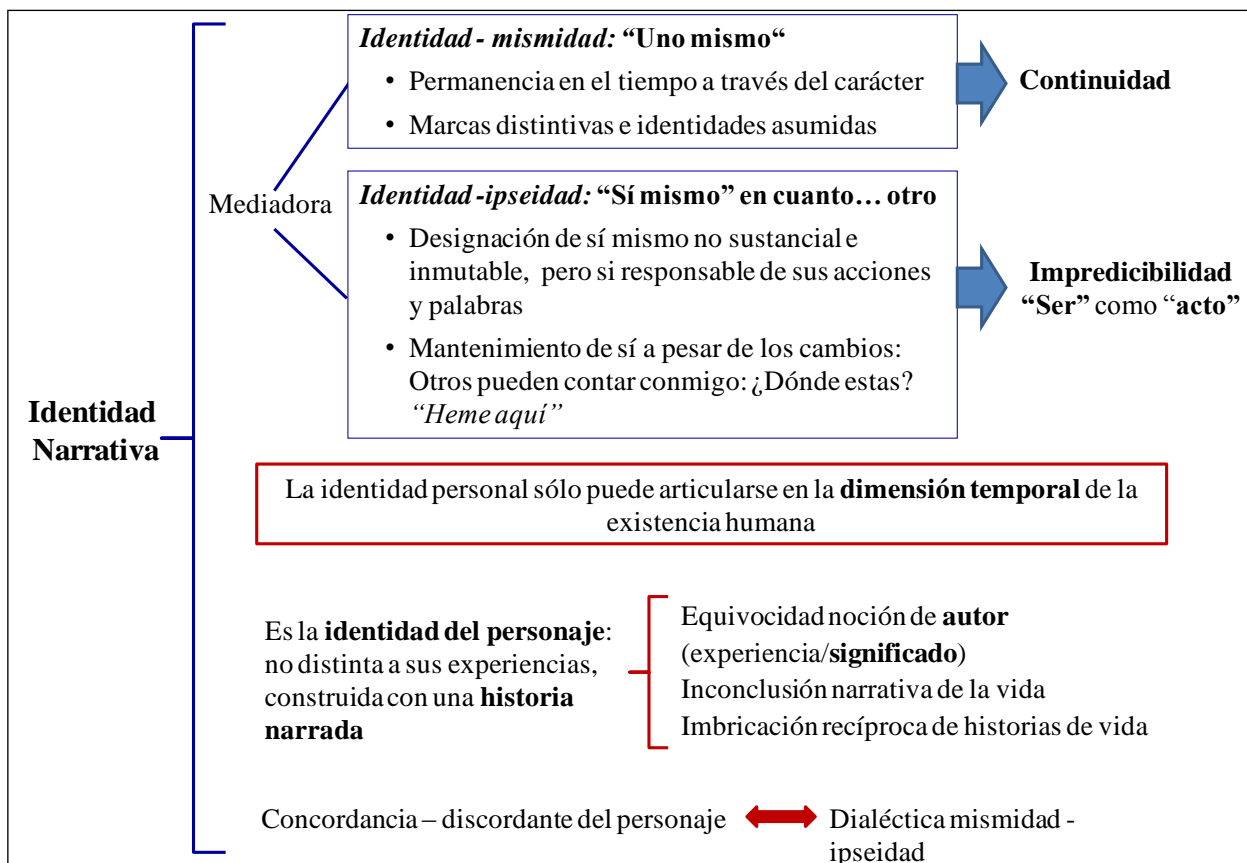 Identidad - mismidad: “Uno mismo“
• Permanencia en el tiempo a través del carácter
• Marcas distintivas e identidades asumidas
Continuidad
Mediadora
Identidad -ipseidad: “Sí mismo” en cuanto… otro
• Designación de sí mismo no sustancial e
inmutable, pero si responsable de sus acciones
y palabras
• Mantenimiento de sí a pesar de los cambios:
Otros pueden contar conmigo: ¿Dónde estas?
“Heme aquí”
Impredicibilidad
“Ser” como “acto”
Identidad
Narrativa
La identidad personal sólo puede articularse en la dimensión temporal de la
existencia humana
Es la identidad del personaje:
no distinta a sus experiencias,
construida con una historia
narrada
Equivocidad noción de autor
(experiencia/significado)
Inconclusión narrativa de la vida
Imbricación recíproca de historias de vida
Concordancia – discordante del personaje
Dialéctica mismidad -
ipseidad